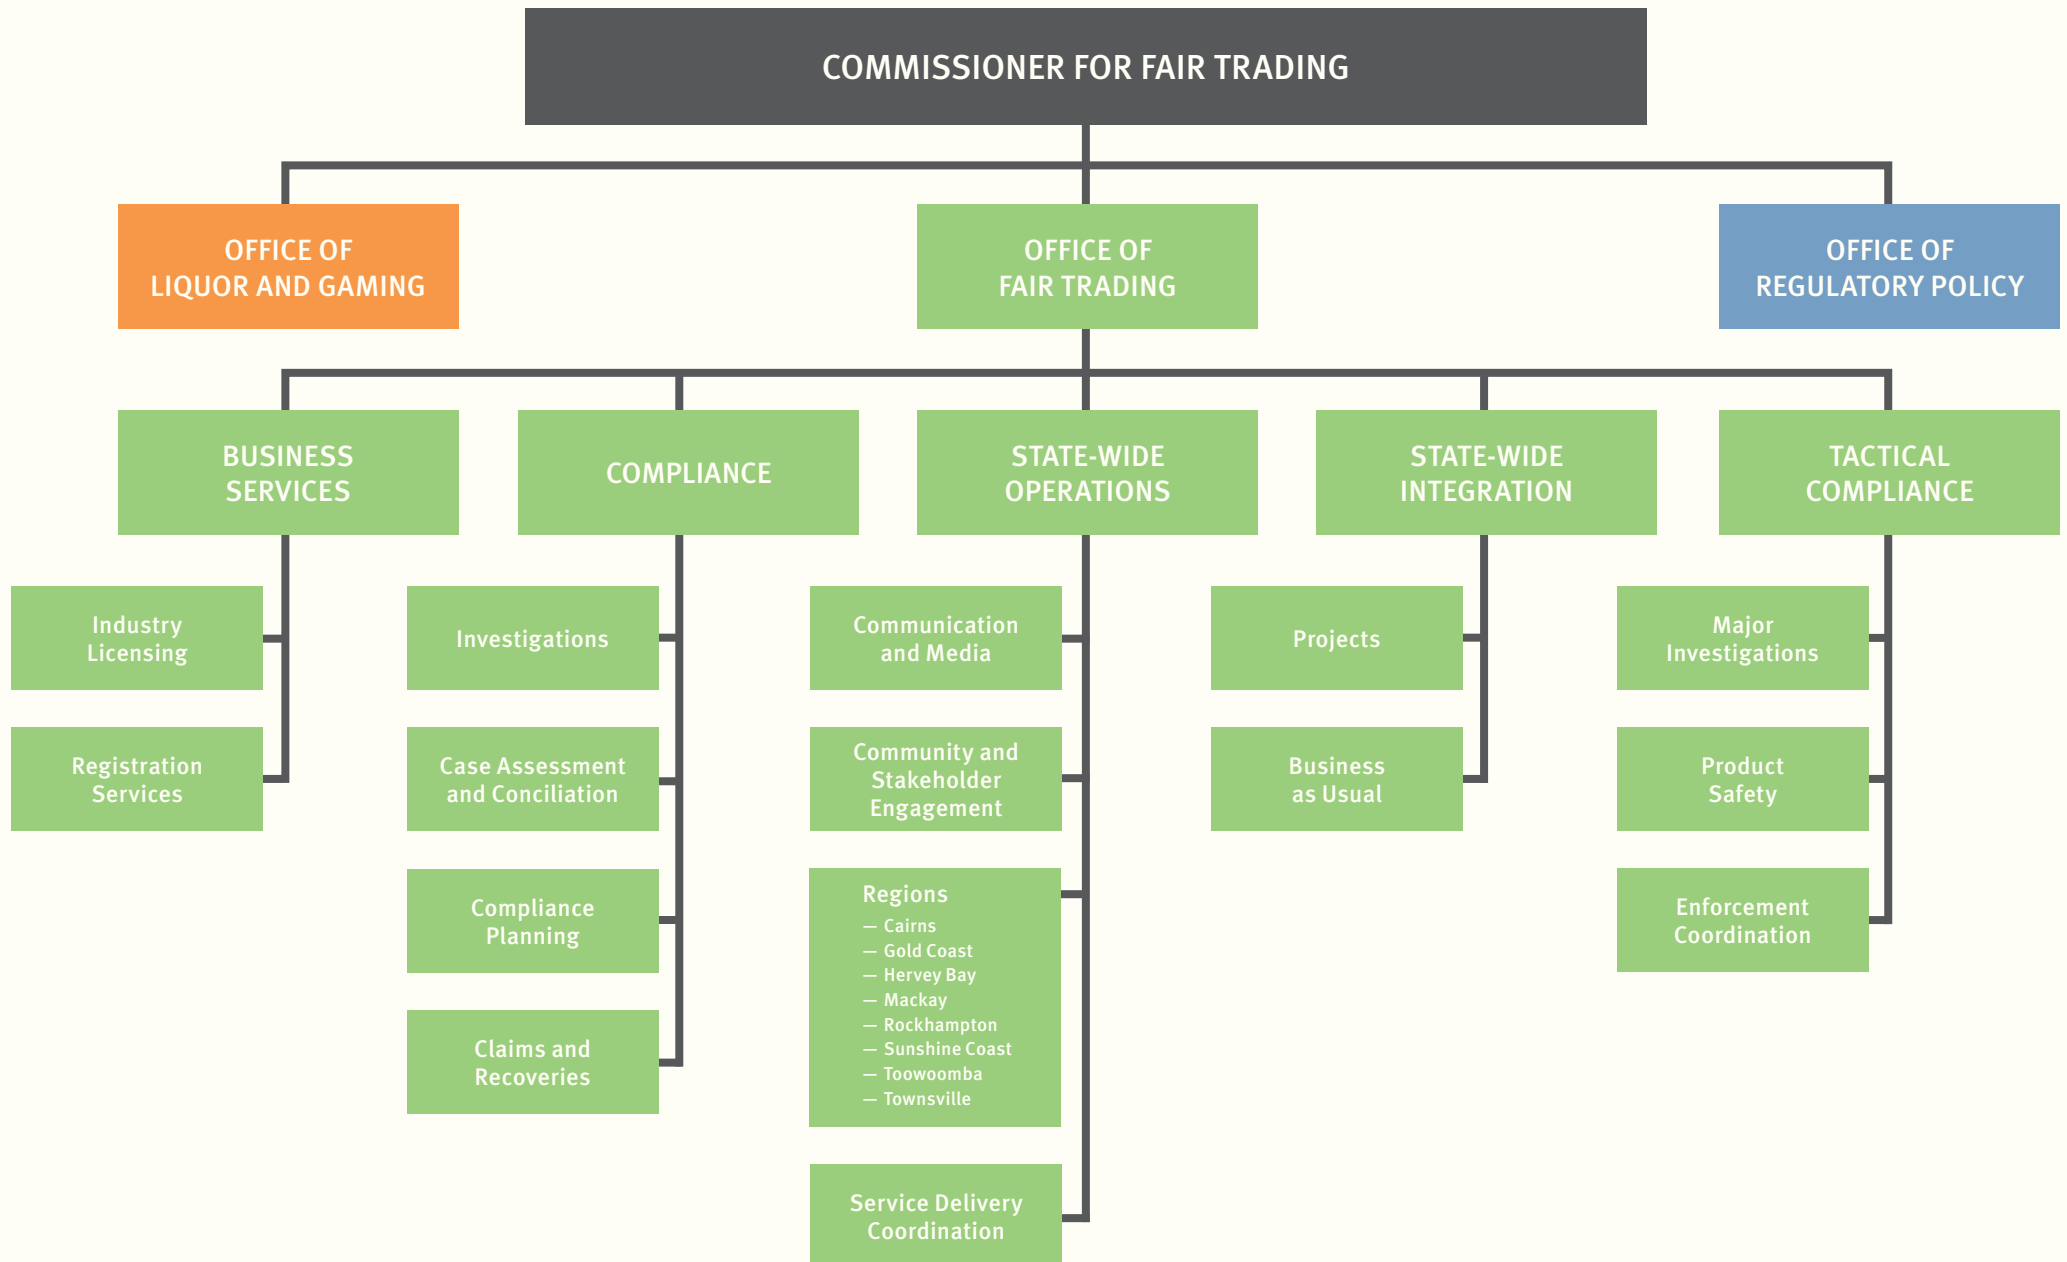 COMMISSIONER FOR FAIR TRADING
OFFICE OF
LIQUOR AND GAMING
OFFICE OF
FAIR TRADING
OFFICE OF
REGULATORY POLICY
BUSINESS
SERVICES
COMPLIANCE
STATE-WIDE
OPERATIONS
STATE-WIDE
INTEGRATION
TACTICAL
COMPLIANCE
Industry
Licensing
Registration
Services
Investigations
Case Assessment
and Conciliation
Compliance
Planning
Claims and
Recoveries
Communication
and Media
Community and
Stakeholder
Engagement
Regions
— Cairns
— Gold Coast
— Hervey Bay
— Mackay
— Rockhampton
— Sunshine Coast
— Toowoomba
— Townsville
Service Delivery
Coordination
Projects
Business
as Usual
Major
Investigations
Product
Safety
Enforcement
Coordination